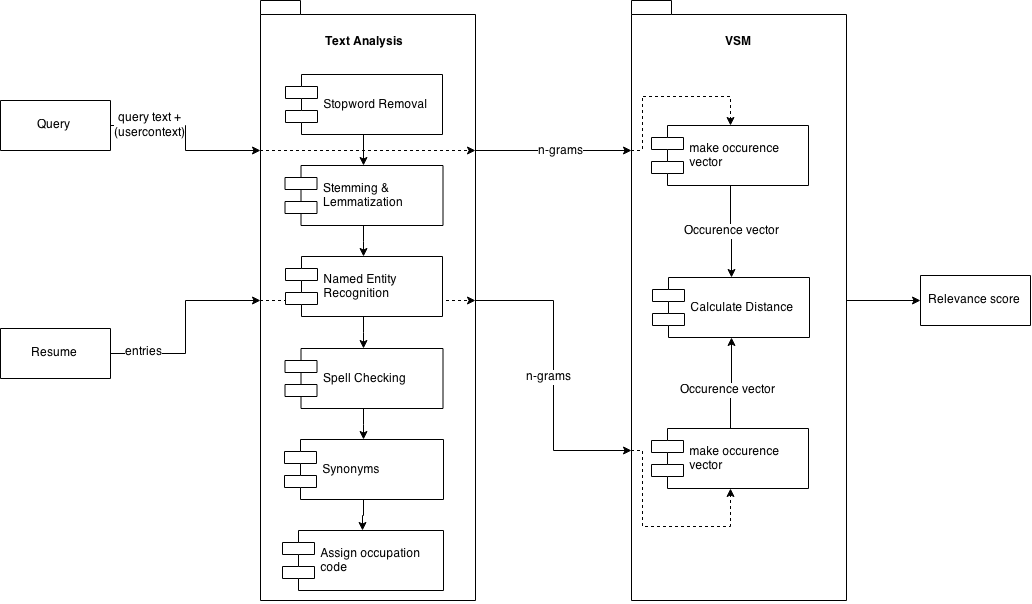 Text Analysis
VSM
Stopword Removal
query text +
(usercontext)
Query
n-grams
make occurence
vector
Stemming &
Lemmatization
Occurence vector
Named Entity
Recognition
Calculate Distance
Relevance score
Resume
entries
Spell Checking
n-grams
Occurence vector
make occurence
vector
Synonyms
Assign occupation
code